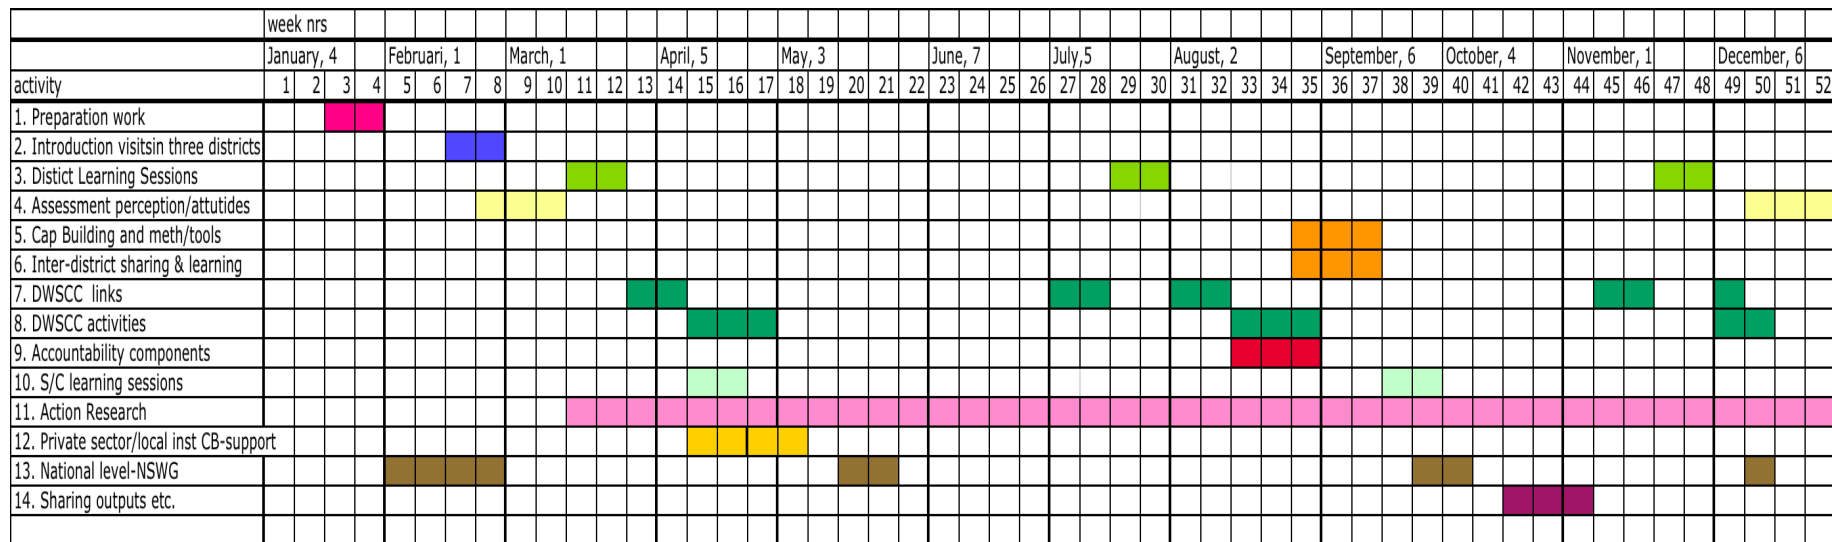 week nrs
January, 4 Februari, 1 March, 1 April, 5 May, 3 June, 7 July,5 August, 2 September, 6 October, 4 November, 1 December, 6
activity 1 2 3 4 5 6 7 8 9 10 11 12 13 14 15 16 17 18 19 20 21 22 23 24 25 26 27 28 29 30 31 32 33 34 35 36 37 38 39 40 41 42 43 44 45 46 47 48 49 50 51 52
1. Preparation work
2. Introduction visitsin three districts
3. Distict Learning Sessions
4. Assessment perception/attutides
5. Cap Building and meth/tools
6. Inter-district sharing & learning
7. DWSCC links
8. DWSCC activities
9. Accountability components
10. S/C learning sessions
11. Action Research
12. Private sector/local inst CB-support
13. National level-NSWG
14. Sharing outputs etc.